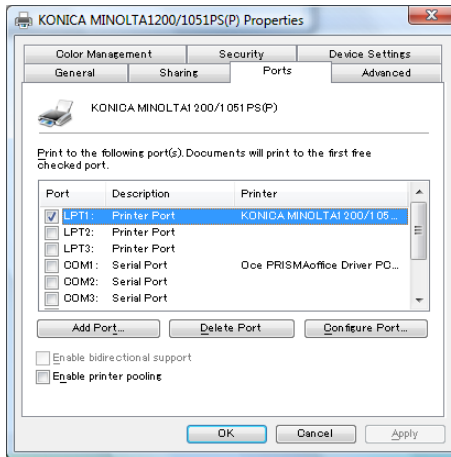 KONICA MINOLTA1200/1051PS(P) Properties
Color Management Security Device Settings
General Sharing Ports Advanced
KONICA MINOLTA1200/1051PS(P)
Print to the following port(s). Documents will print to the first free
checked port.
Port Description Printer
LPT1: Printer Port KONICA MINOLTA1200/105...
LPT2: Printer Port
LPT3: Printer Port
COM1: Serial Port Oce PRISMAoffice Driver PC...
COM2: Serial Port
COM3: Serial Port
Add Port... Delete Port Configure Port...
Enable bidirectional support
Enable printer pooling
OK Cancel Apply